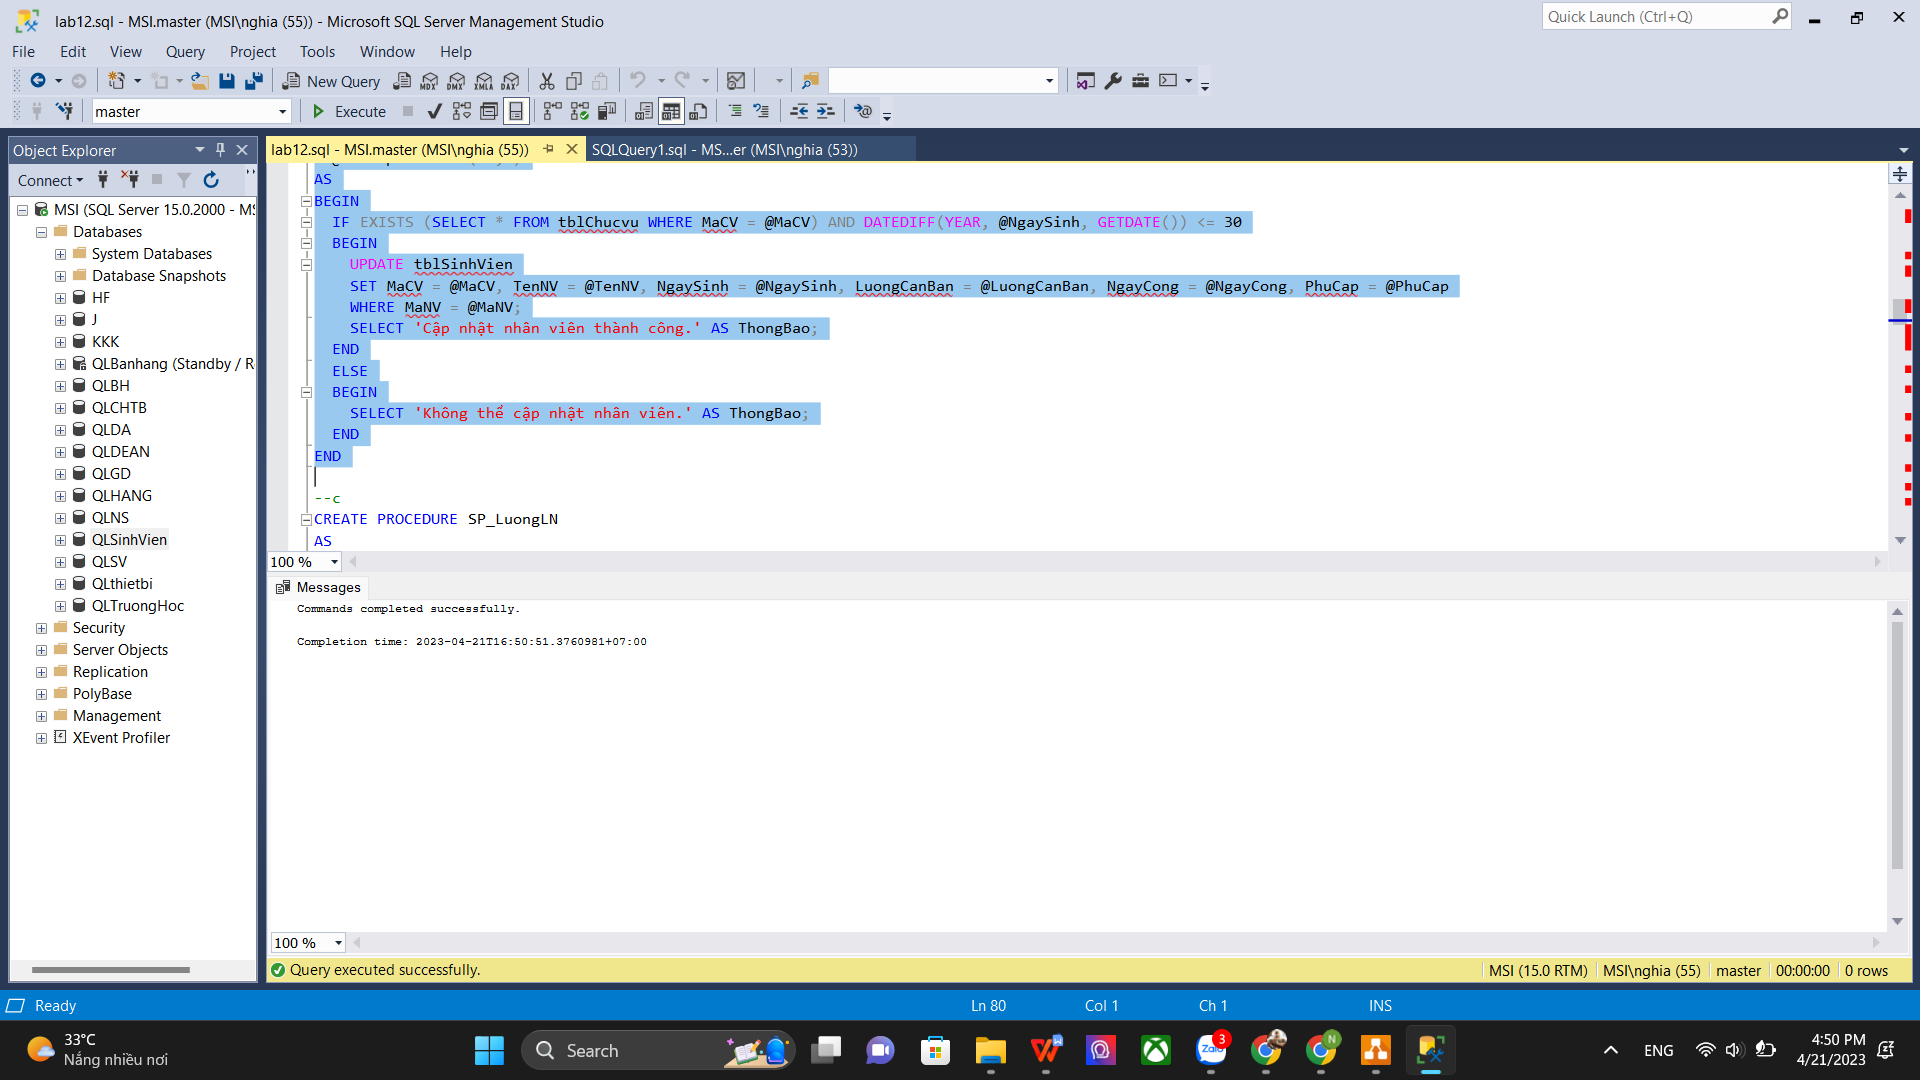 lab12.sql - MSI.master (MSI\nghia (55)) - Microsoft SQL Server Management Studio
Quick Launch (Ctrl+Q)
File Edit View Query Project Tools Window Help
New Query
MDX DMX XMLA DAX
master
Execute
Object Explorer
lab12.sql - MSI.master (MSI\nghia (55))
SQLQuery1.sql - MS...er (MSI\nghia (53))
Connect
MSI (SQL Server 15.0.2000 - MS
Databases
System Databases
Database Snapshots
HF
J
KKK
QLBanhang (Standby / R
QLBH
QLCHTB
QLDA
QLDEAN
QLGD
QLHANG
QLNS
QLSinhVien
QLSV
QLthietbi
QLTruongHoc
Security
Server Objects
Replication
PolyBase
Management
XEvent Profiler
AS
BEGIN
IF EXISTS (SELECT * FROM tblChucvu WHERE MaCV = @MaCV) AND DATEDIFF(YEAR, @NgaySinh, GETDATE()) <= 30
BEGIN
UPDATE tblSinhVien
SET MaCV = @MaCV, TenNV = @TenNV, NgaySinh = @NgaySinh, LuongCanBan = @LuongCanBan, NgayCong = @NgayCong, PhuCap = @PhuCap
WHERE MaNV = @MaNV;
SELECT 'Cập nhật nhân viên thành công.' AS ThongBao;
END
ELSE
BEGIN
SELECT 'Không thể cập nhật nhân viên.' AS ThongBao;
END
END
--c
CREATE PROCEDURE SP_LuongLN
AS
100 %
Messages
Commands completed successfully.
Completion time: 2023-04-21T16:50:51.3760981+07:00
100 %
Query executed successfully.
MSI (15.0 RTM) MSI\nghia (55) master 00:00:00 0 rows
Ready
Ln 80 Col 1 Ch 1 INS
33°C
Nắng nhiều nơi
Search
Zalo
3
N
ENG
4:50 PM
4/21/2023